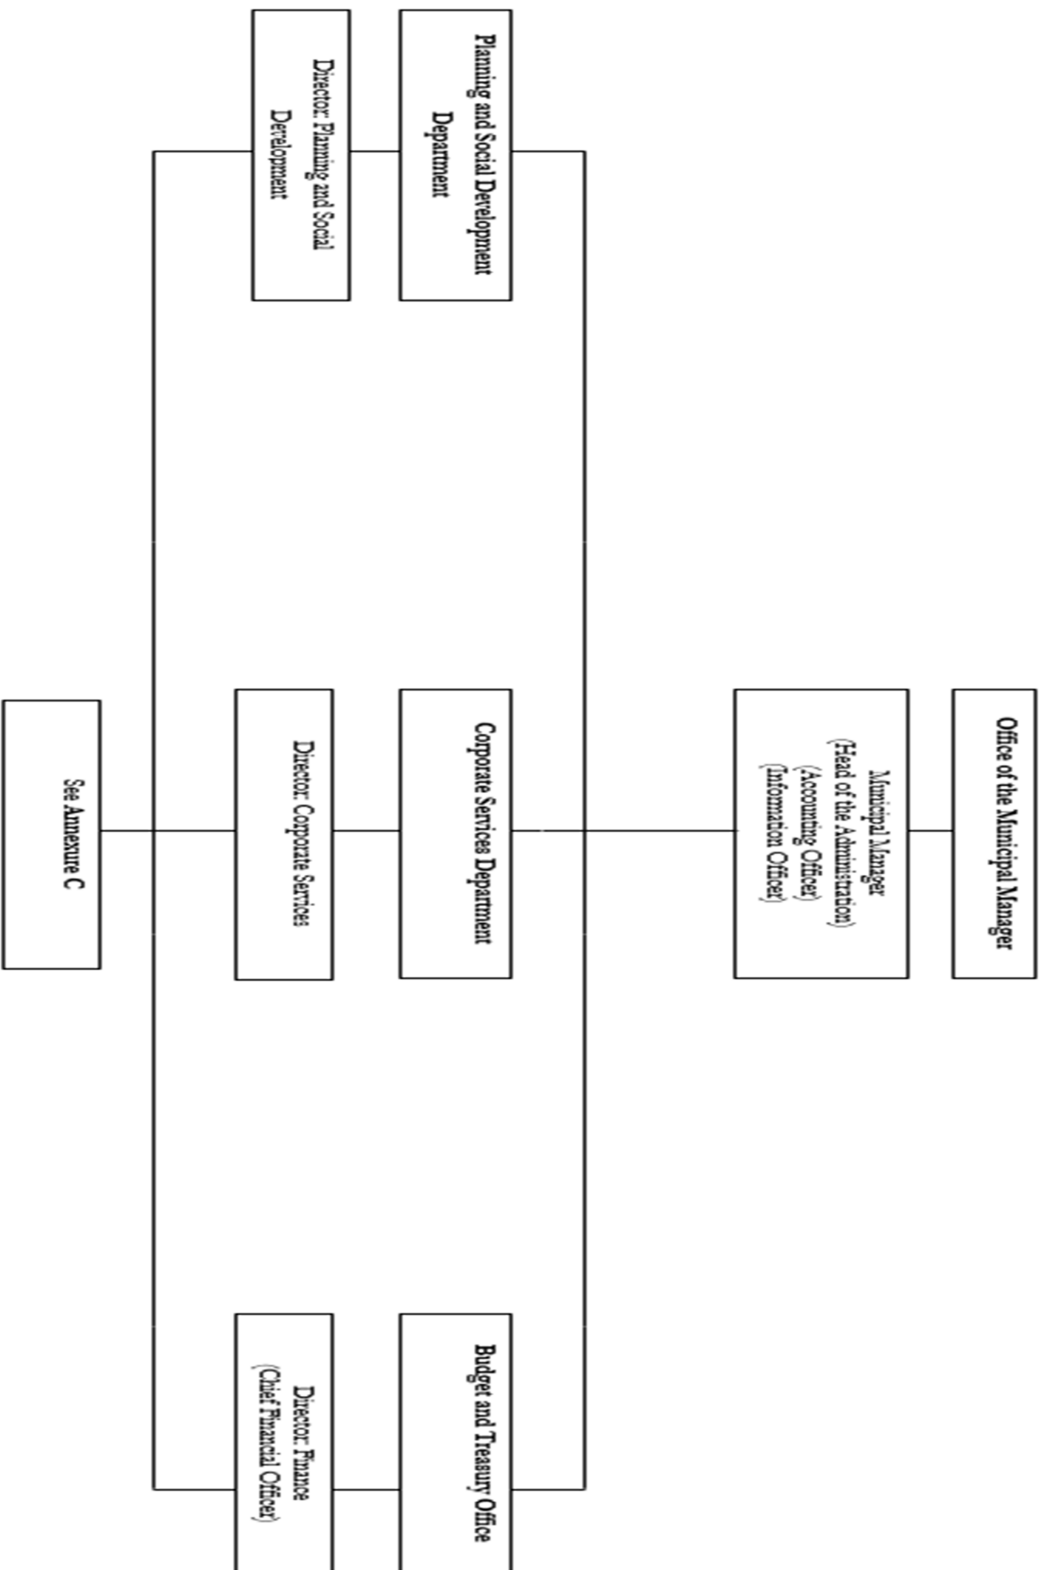 Office of the Municipal Manager
Municipal Manager
(Head of the Administration)
(Accounting Officer)
(Information Officer)
Planning and Social Development
Department
Corporate Services Department
Budget and Treasury Office
Director: Planning and Social
Development
Director: Corporate Services
Director: Finance
(Chief Financial Officer)
See Annexure C